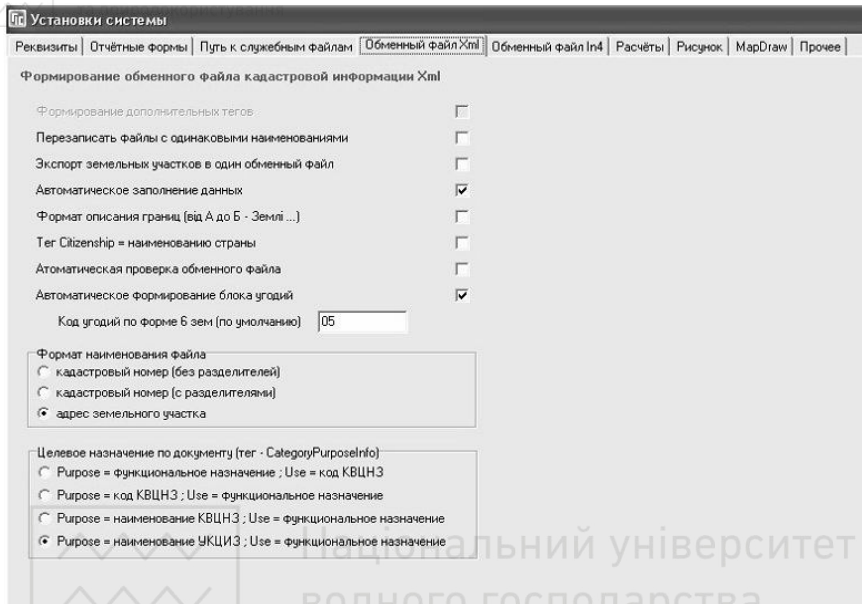 та природокористування
Установки системы
Реквизиты Отчётные формы Путь к служебным файлам Обменный файл Xml Обменный файл In4 Расчёты Рисунок MapDraw Прочее
Формирование обменного файла кадастровой информации Xml
Формирование дополнительных тегов
Перезаписать файлы с одинаковыми наименованиями
Экспорт земельных участков в один обменный файл
Автоматическое заполнение данных
Формат описания границ (від А до Б - Землі ...)
Тег Citizenship = наименованию страны
Атоматическая проверка обменного файла
Автоматическое формирование блока угодий
Код угодий по форме 6 зем (по умолчанию) 05
Формат наименования файла
кадастровый номер (без разделителей)
кадастровый номер (с разделителями)
адрес земельного участка
Целевое назначение по документу (тег - CategoryPurposeInfo)
Purpose = функциональное назначение ; Use = код КВЦНЗ
Purpose = код КВЦНЗ ; Use = функциональное назначение
Purpose = наименование КВЦНЗ ; Use = функциональное назначение
Purpose = наименование УКЦИЗ ; Use = функциональное назначение
Національний університет
водного господарства